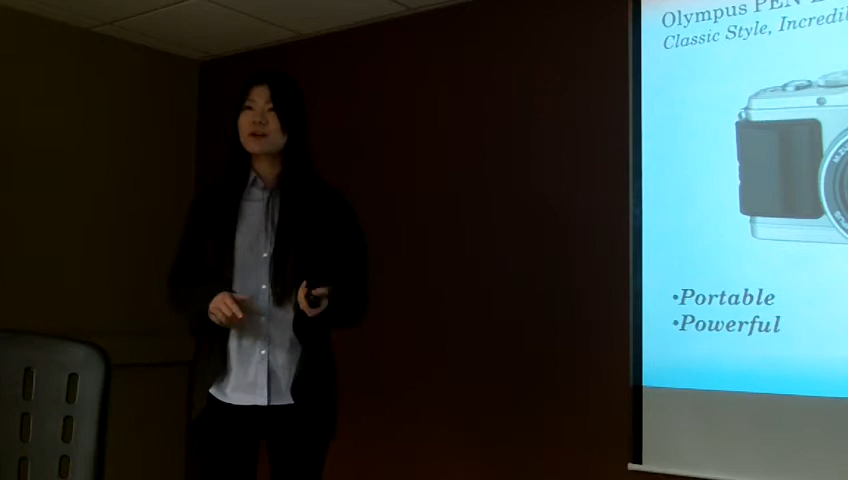 Olympus PEN
Classic Style, Incredi
•Portable
•Powerful